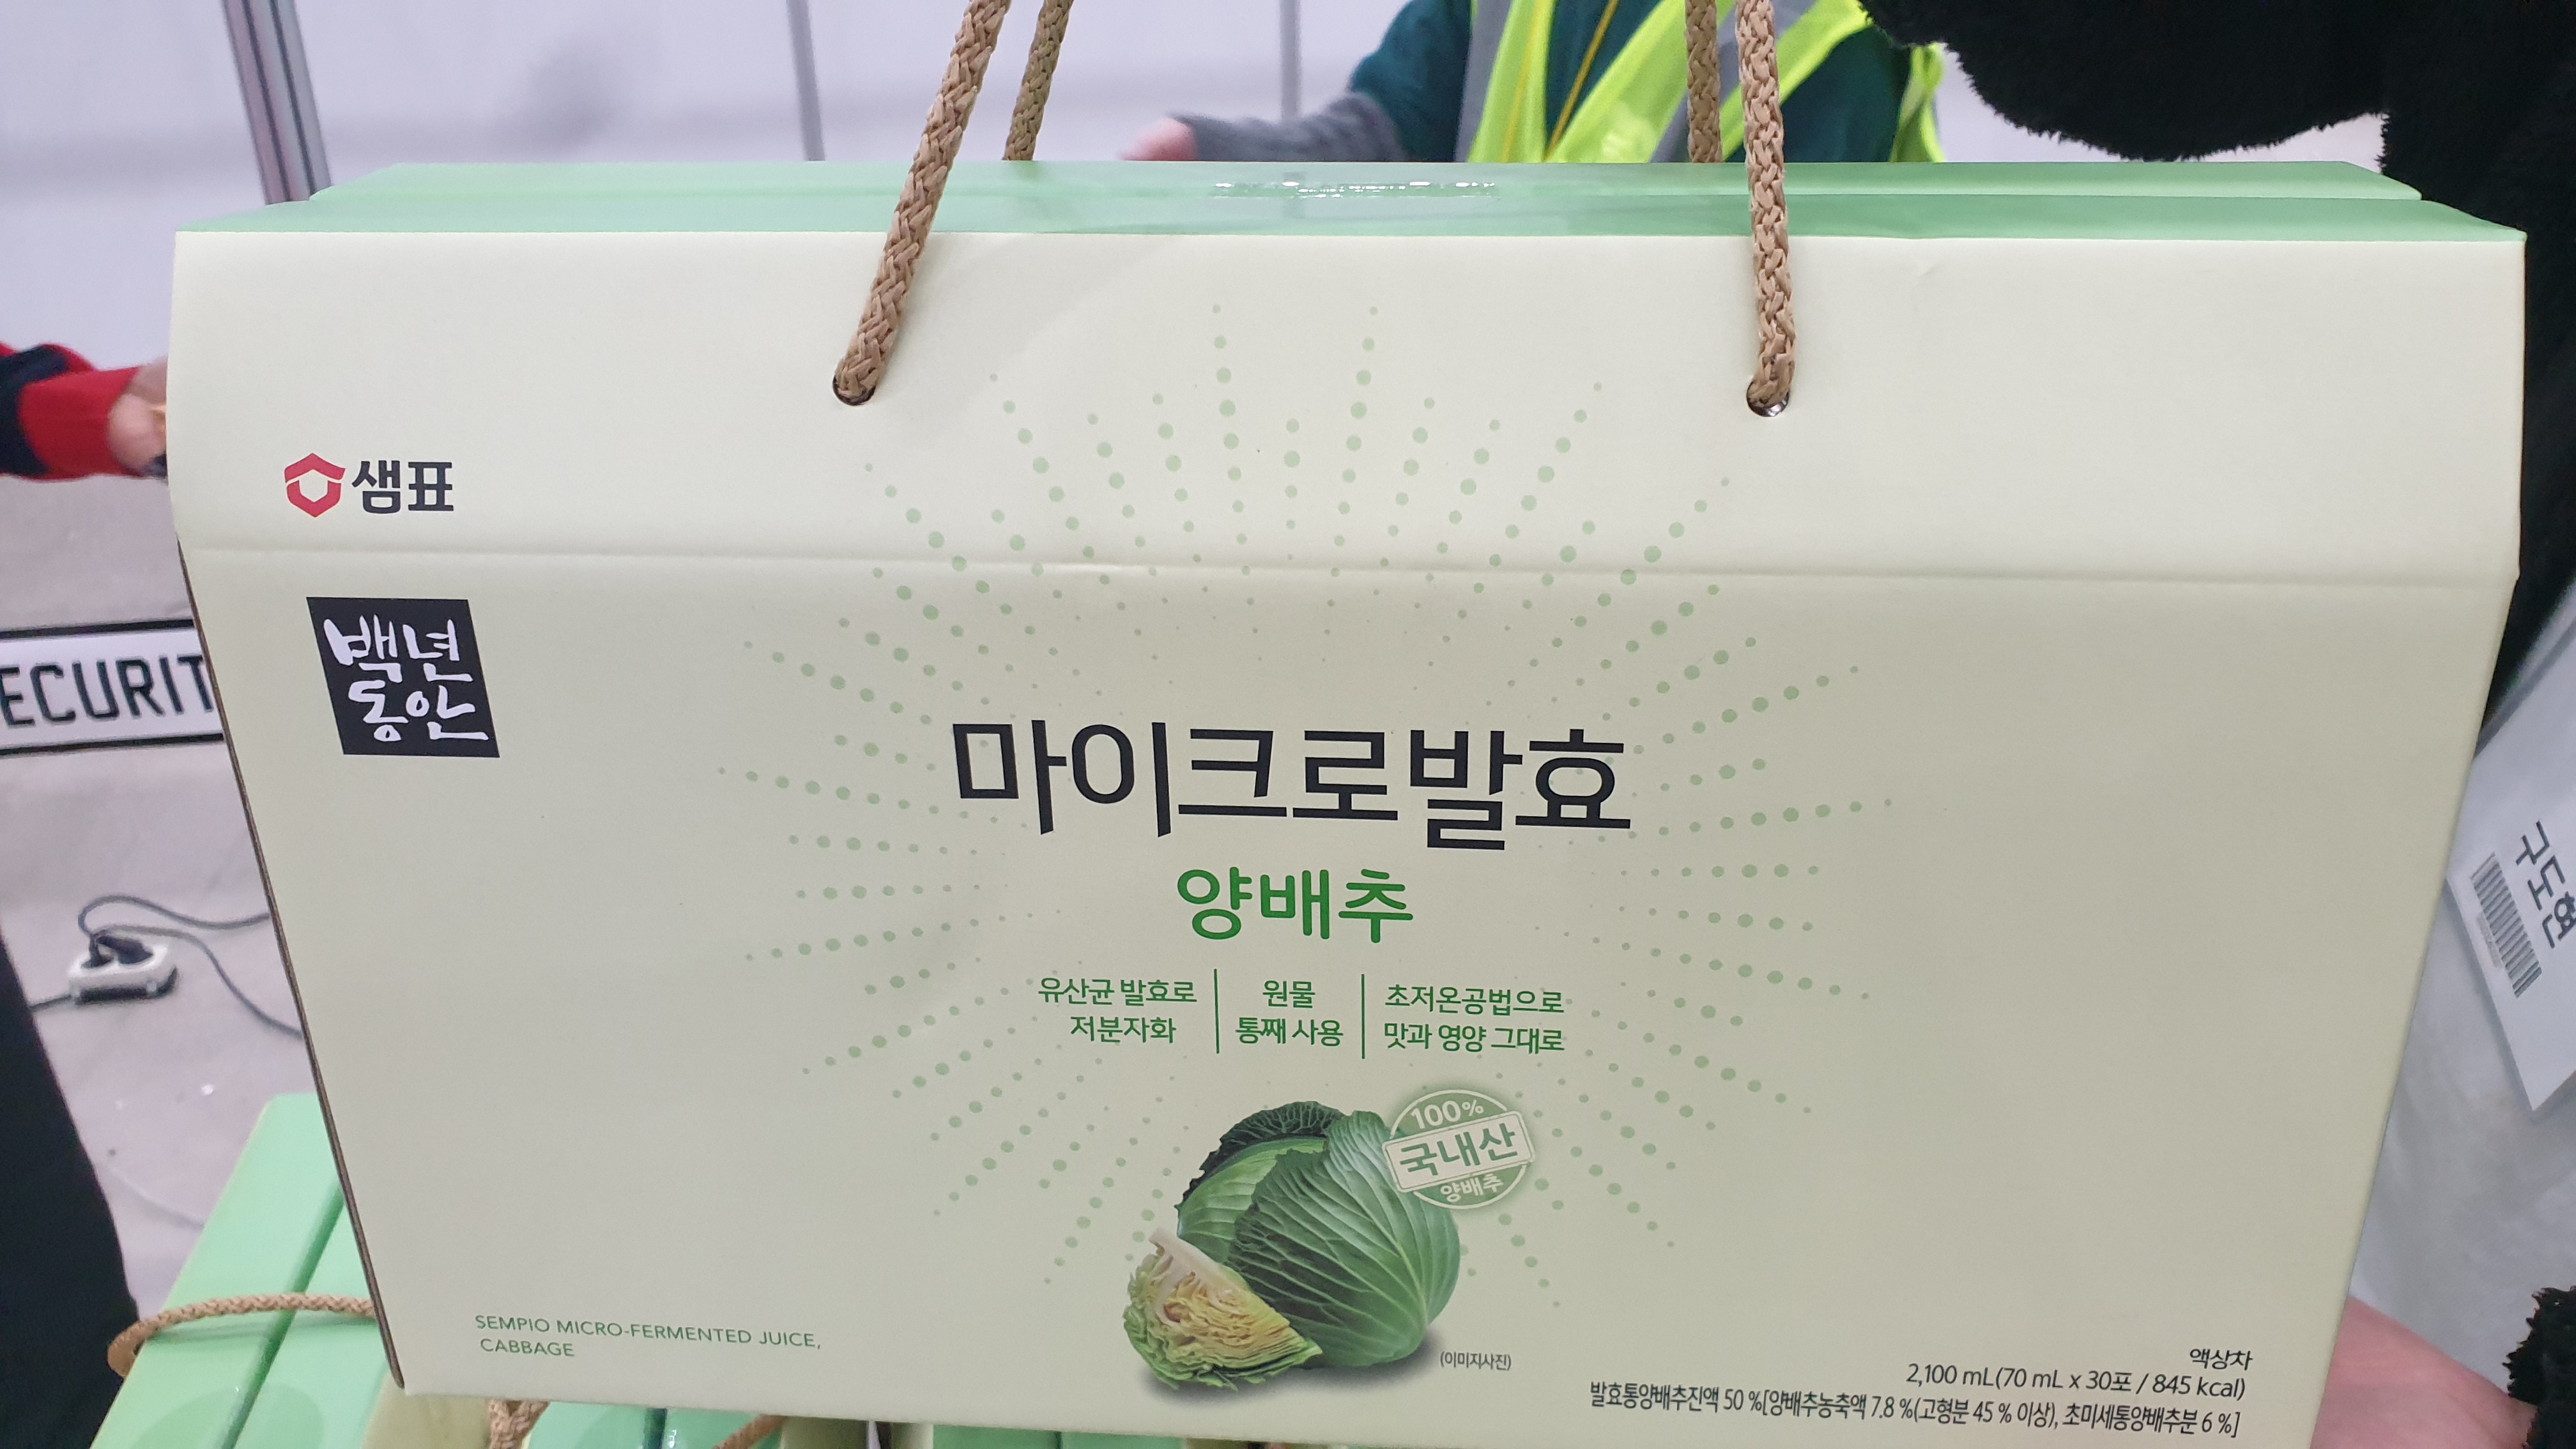 샘표
백년
동안
ECURIT
마이크로발효
양배추
유산균 발효로
저분자화
원물
통째 사용
초저온공법으로
맛과 영양 그대로
100%
국내산
양배추
(이미지사진)
SEMPIO MICRO-FERMENTED JUICE,
CABBAGE
액상차
2,100 mL(70 mL x 30포 / 845 kcal)
발효통양배추진액 50 %[양배추농축액 7.8 %(고형분 45 % 이상), 초미세통양배추분 6 %]
구도현